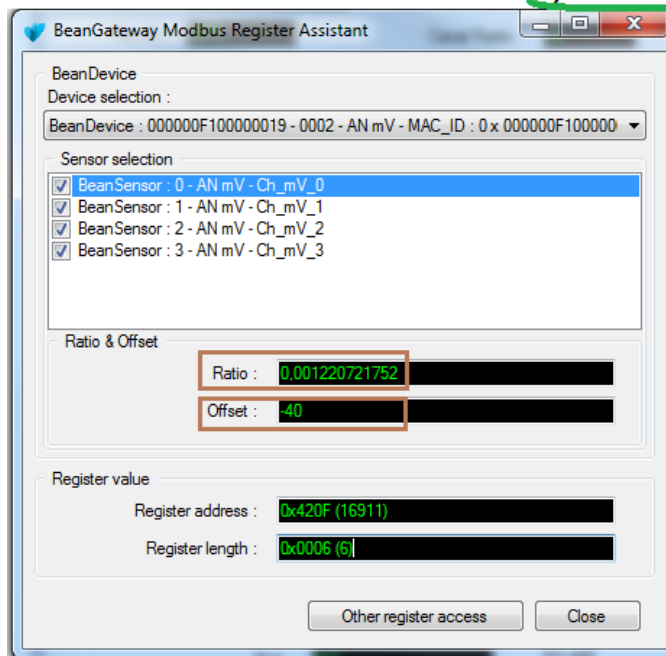 BeanGateway Modbus Register Assistant
BeanDevice
Device selection :
BeanDevice : 000000F100000019 - 0002 - AN mV - MAC_ID : 0 x 000000F100000
Sensor selection
BeanSensor : 0 - AN mV - Ch_mV_0
BeanSensor : 1 - AN mV - Ch_mV_1
BeanSensor : 2 - AN mV - Ch_mV_2
BeanSensor : 3 - AN mV - Ch_mV_3
Ratio & Offset
Ratio : 0,001220721752
Offset : -40
Register value
Register address : 0x420F (16911)
Register length : 0x0006 (6)
Other register access Close